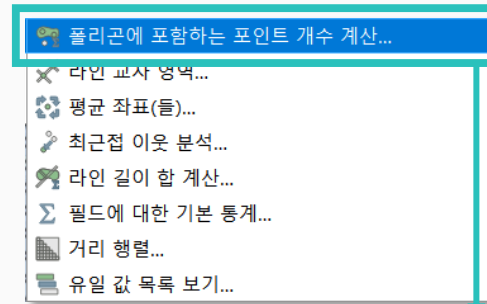 폴리곤에 포함하는 포인트 개수 계산...
라인 교차 영역...
평균 좌표(들)...
최근접 이웃 분석...
라인 길이 합 계산...
필드에 대한 기본 통계...
거리 행렬...
유일 값 목록 보기...